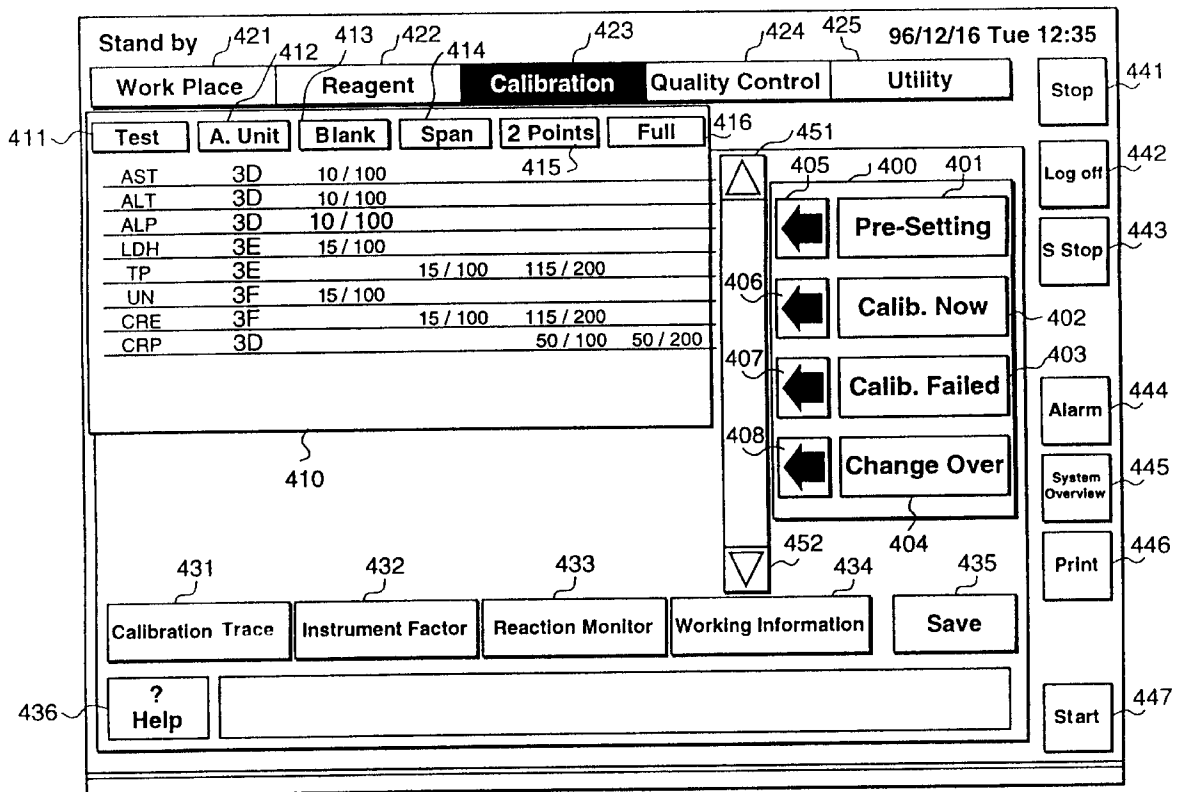 Stand by 421 422 423 424 425 96/12/16 Tue 12:35
412 413 414
Work Place Reagent Calibration Quality Control Utility
Stop 441
411 Test A. Unit Blank Span 2 Points Full 416 451
415
AST 3D 10 / 100
ALT 3D 10 / 100
ALP 3D 10 / 100
LDH 3E 15 / 100
TP 3E 15 / 100 115 / 200
UN 3F 15 / 100
CRE 3F 15 / 100 115 / 200
CRP 3D 50 / 100 50 / 200
410
405 400 401
Pre-Setting
406 Calib. Now 402
407 Calib. Failed 403
408 Change Over
404
452
Log off 442
S Stop 443
Alarm 444
System Overview 445
Print 446
431 432 433 434 435
Calibration Trace Instrument Factor Reaction Monitor Working Information Save
436 ?
Help
Start 447